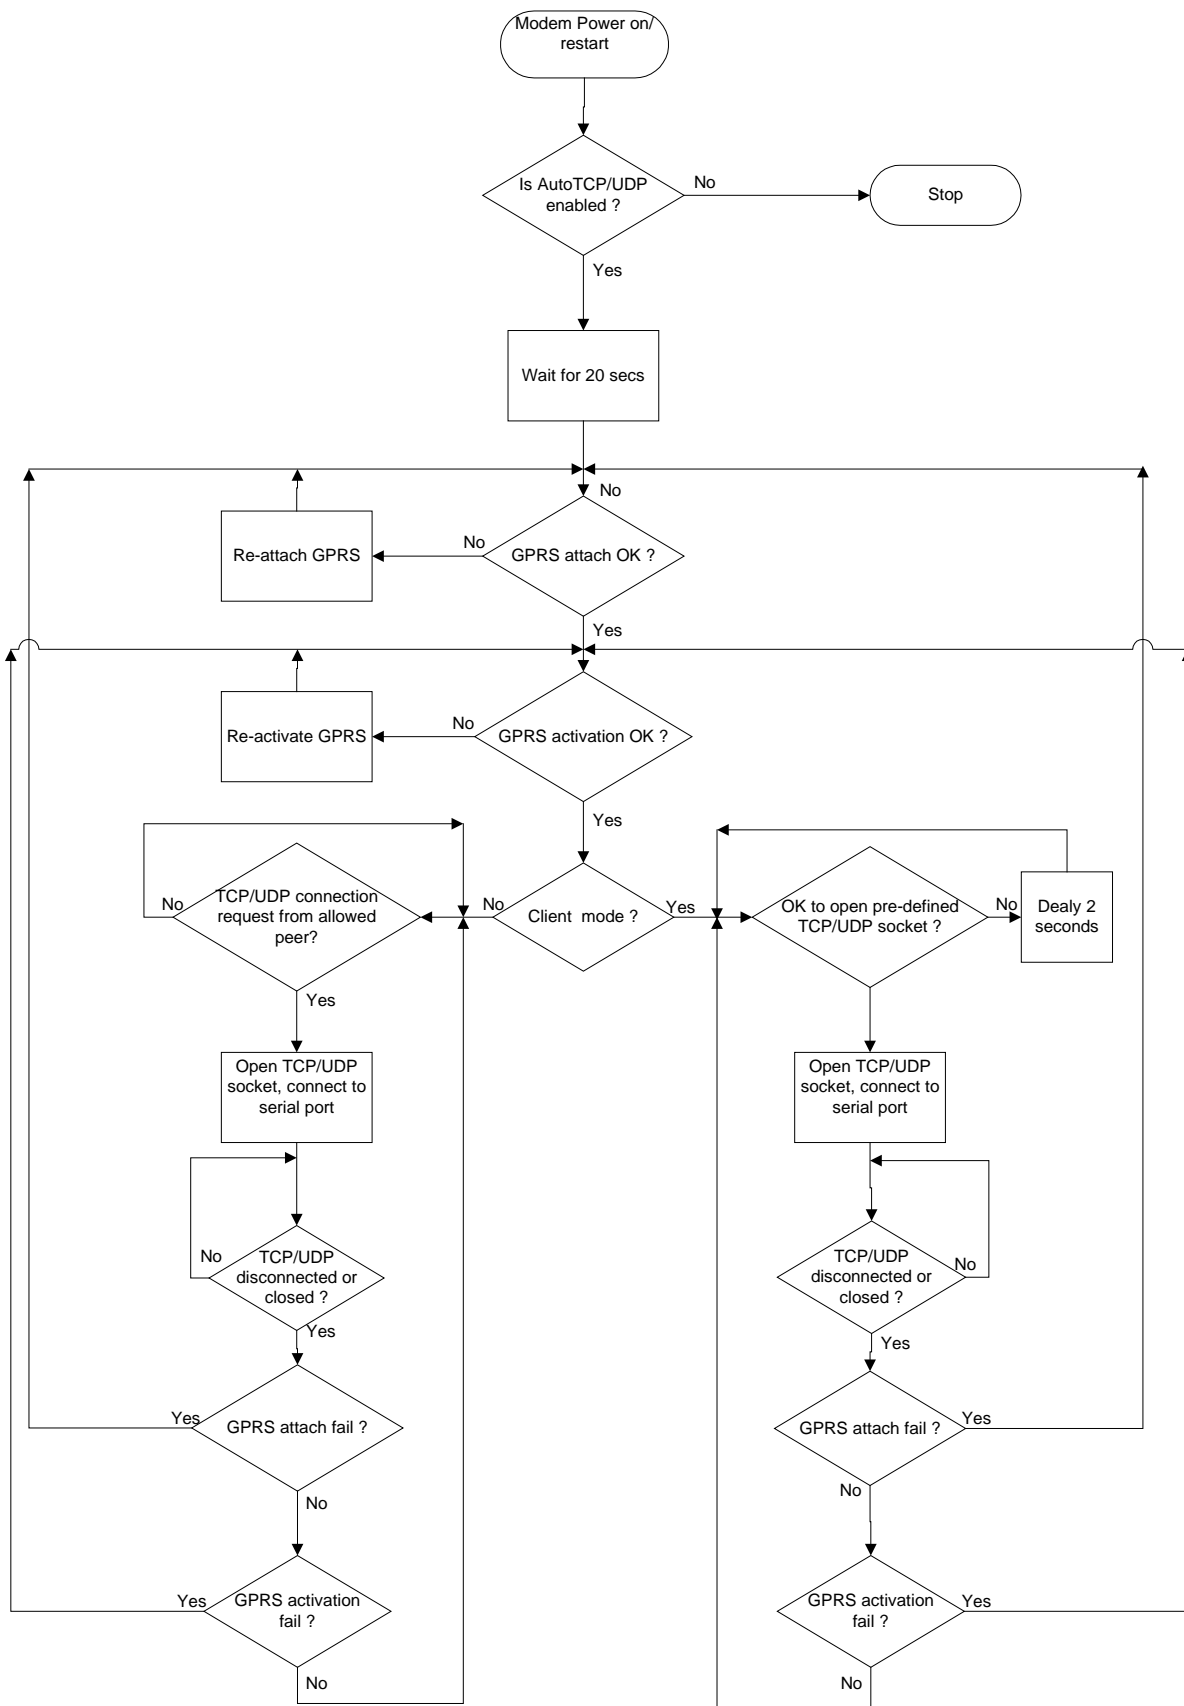 Modem Power on/
restart
Is AutoTCP/UDP
enabled ?
No
Stop
Yes
Wait for 20 secs
No
Re-attach GPRS
No
GPRS attach OK ?
Yes
Re-activate GPRS
No
GPRS activation OK ?
Yes
No
TCP/UDP connection
request from allowed
peer?
No
Client mode ?
Yes
OK to open pre-defined
TCP/UDP socket ?
No
Dealy 2
seconds
Yes
Open TCP/UDP
socket, connect to
serial port
Open TCP/UDP
socket, connect to
serial port
No
TCP/UDP
disconnected or
closed ?
TCP/UDP
disconnected or
closed ?
No
Yes
Yes
Yes
GPRS attach fail ?
GPRS attach fail ?
Yes
No
No
Yes
GPRS activation
fail ?
GPRS activation
fail ?
Yes
No
No